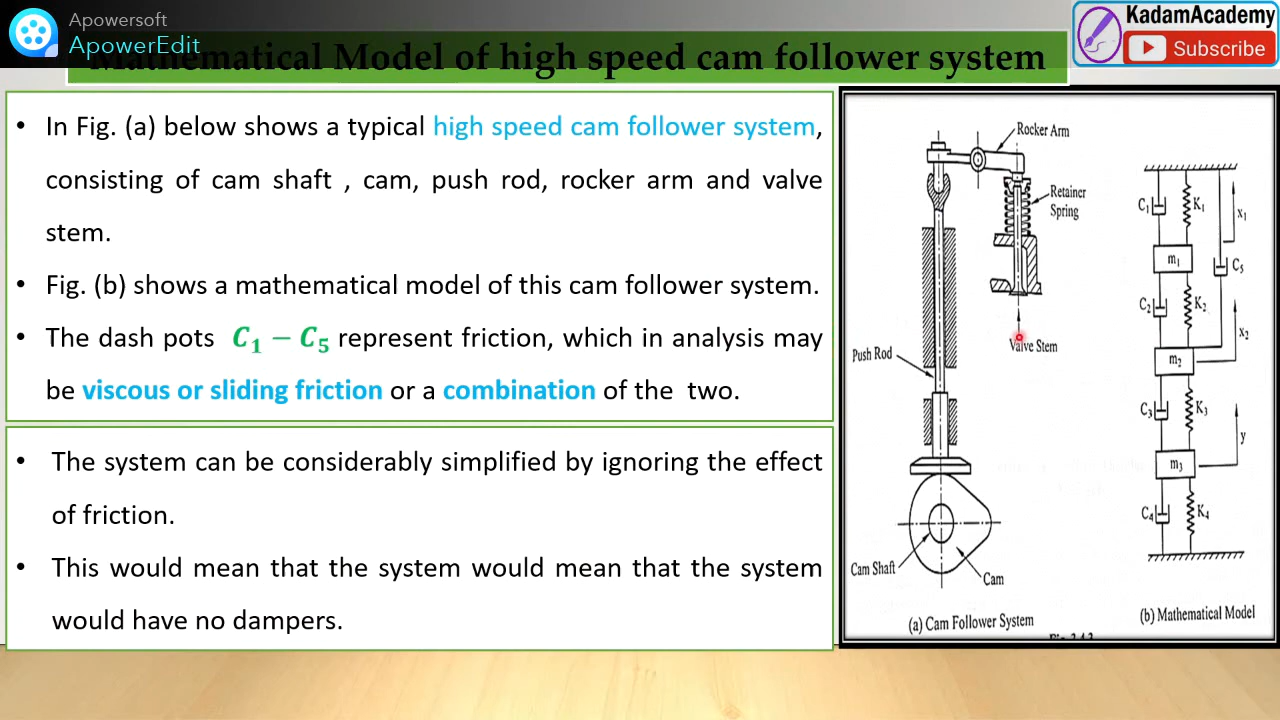 Apowersoft
ApowerEdit
KadamAcademy
Subscribe
Mathematical Model of high speed cam follower system
• In Fig. (a) below shows a typical high speed cam follower system,
consisting of cam shaft , cam, push rod, rocker arm and valve
stem.
• Fig. (b) shows a mathematical model of this cam follower system.
• The dash pots C₁ − C₅ represent friction, which in analysis may
be viscous or sliding friction or a combination of the two.
• The system can be considerably simplified by ignoring the effect
of friction.
• This would mean that the system would mean that the system
would have no dampers.
Rocker Arm
Retainer
Spring
Valve Stem
Push Rod
Cam Shaft
Cam
(a) Cam Follower System
C₁
K₁
x₁
m₁
C₅
C₂
K₂
x₂
m₂
C₃
K₃
y
m₃
C₄
K₄
(b) Mathematical Model